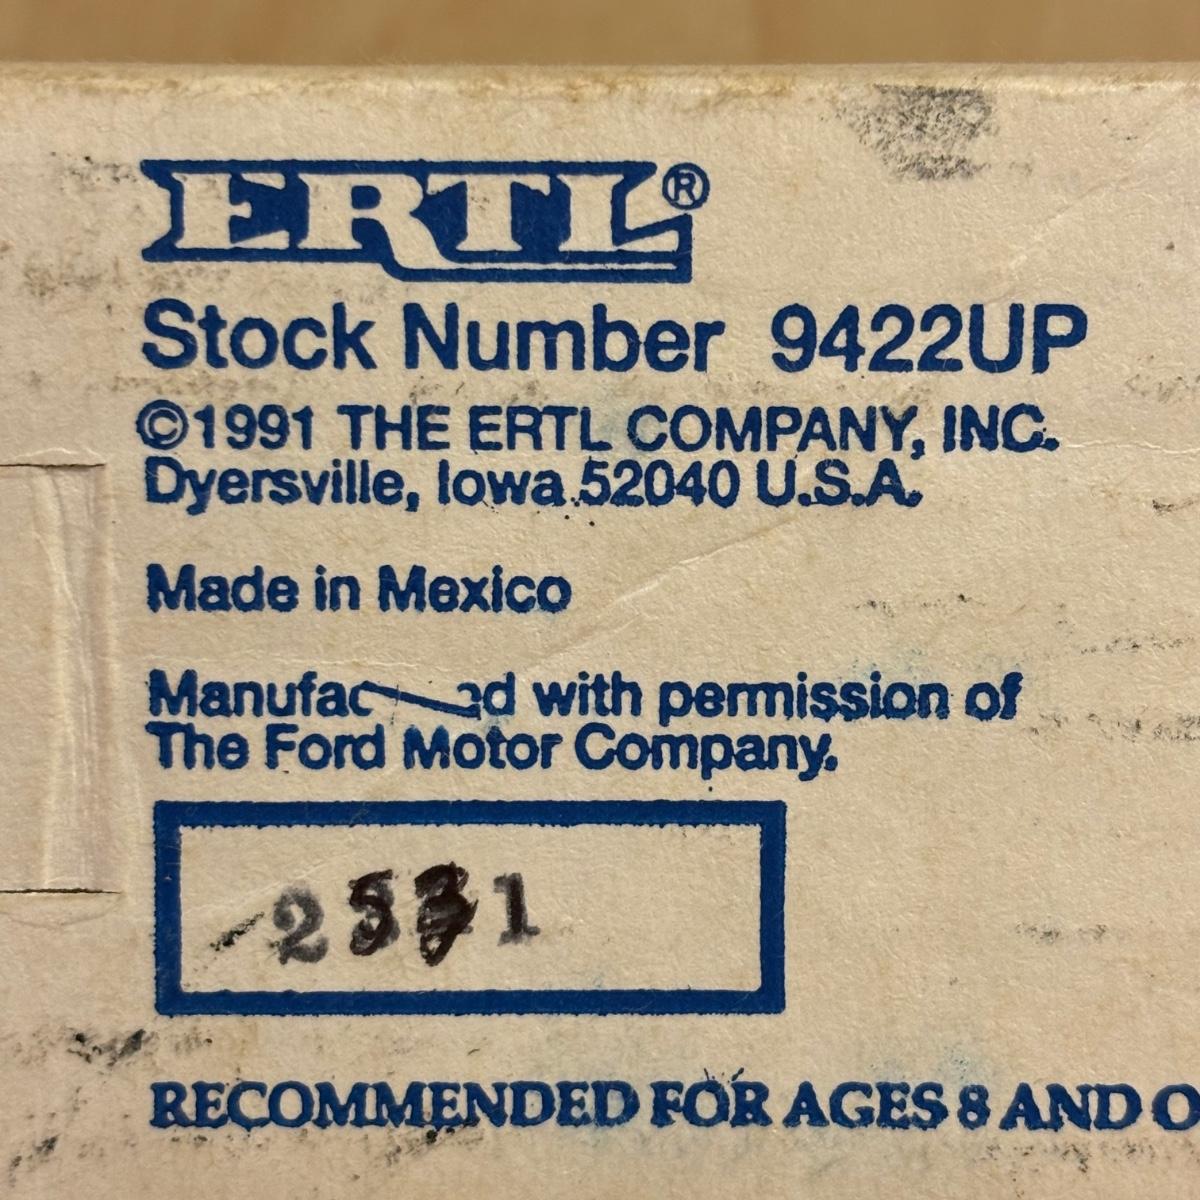 ERTL®
Stock Number 9422UP
©1991 THE ERTL COMPANY, INC.
Dyersville, Iowa 52040 U.S.A.
Made in Mexico
with permission of
The Ford Motor Company.
RECOMMENDED FOR AGES 8 AND O